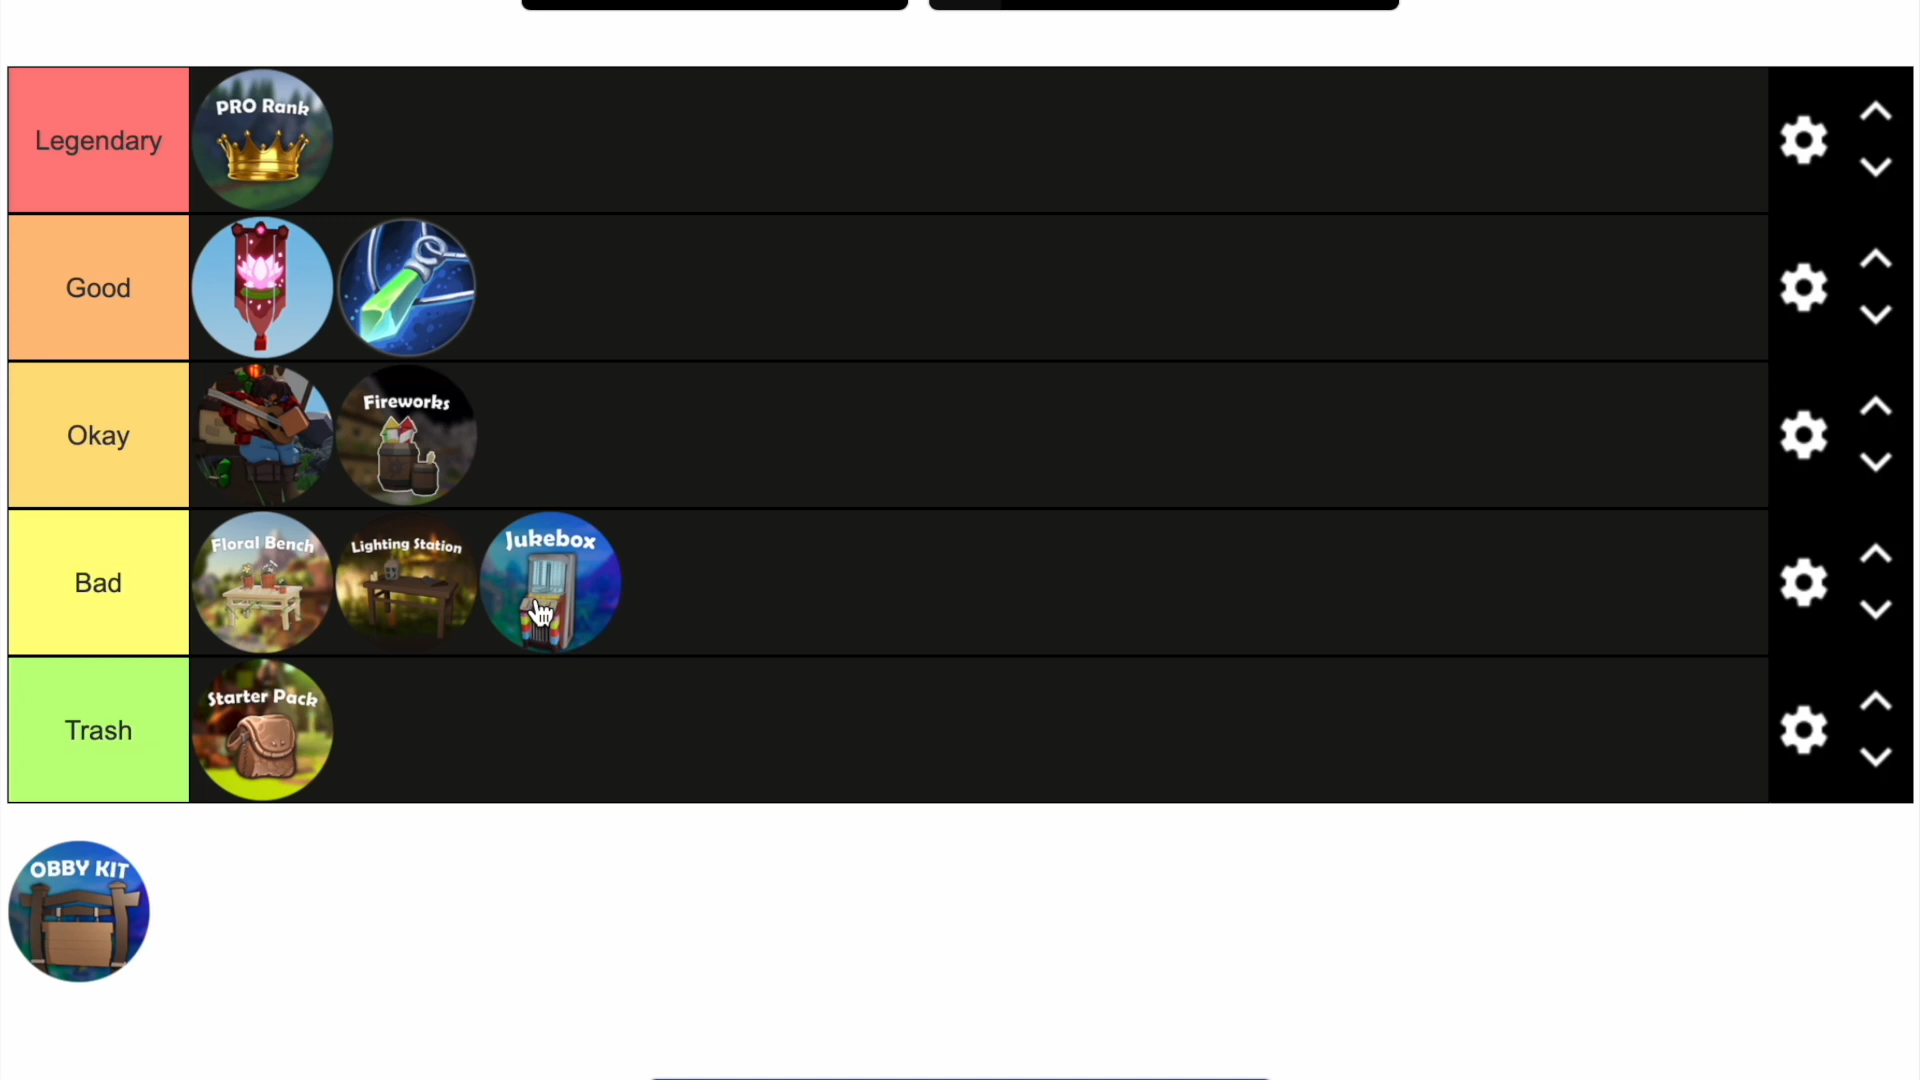 Legendary
PRO Rank
Good
Okay
Fireworks
Bad
Floral Bench
Lighting Station
Jukebox
Trash
Starter Pack
OBBY KIT